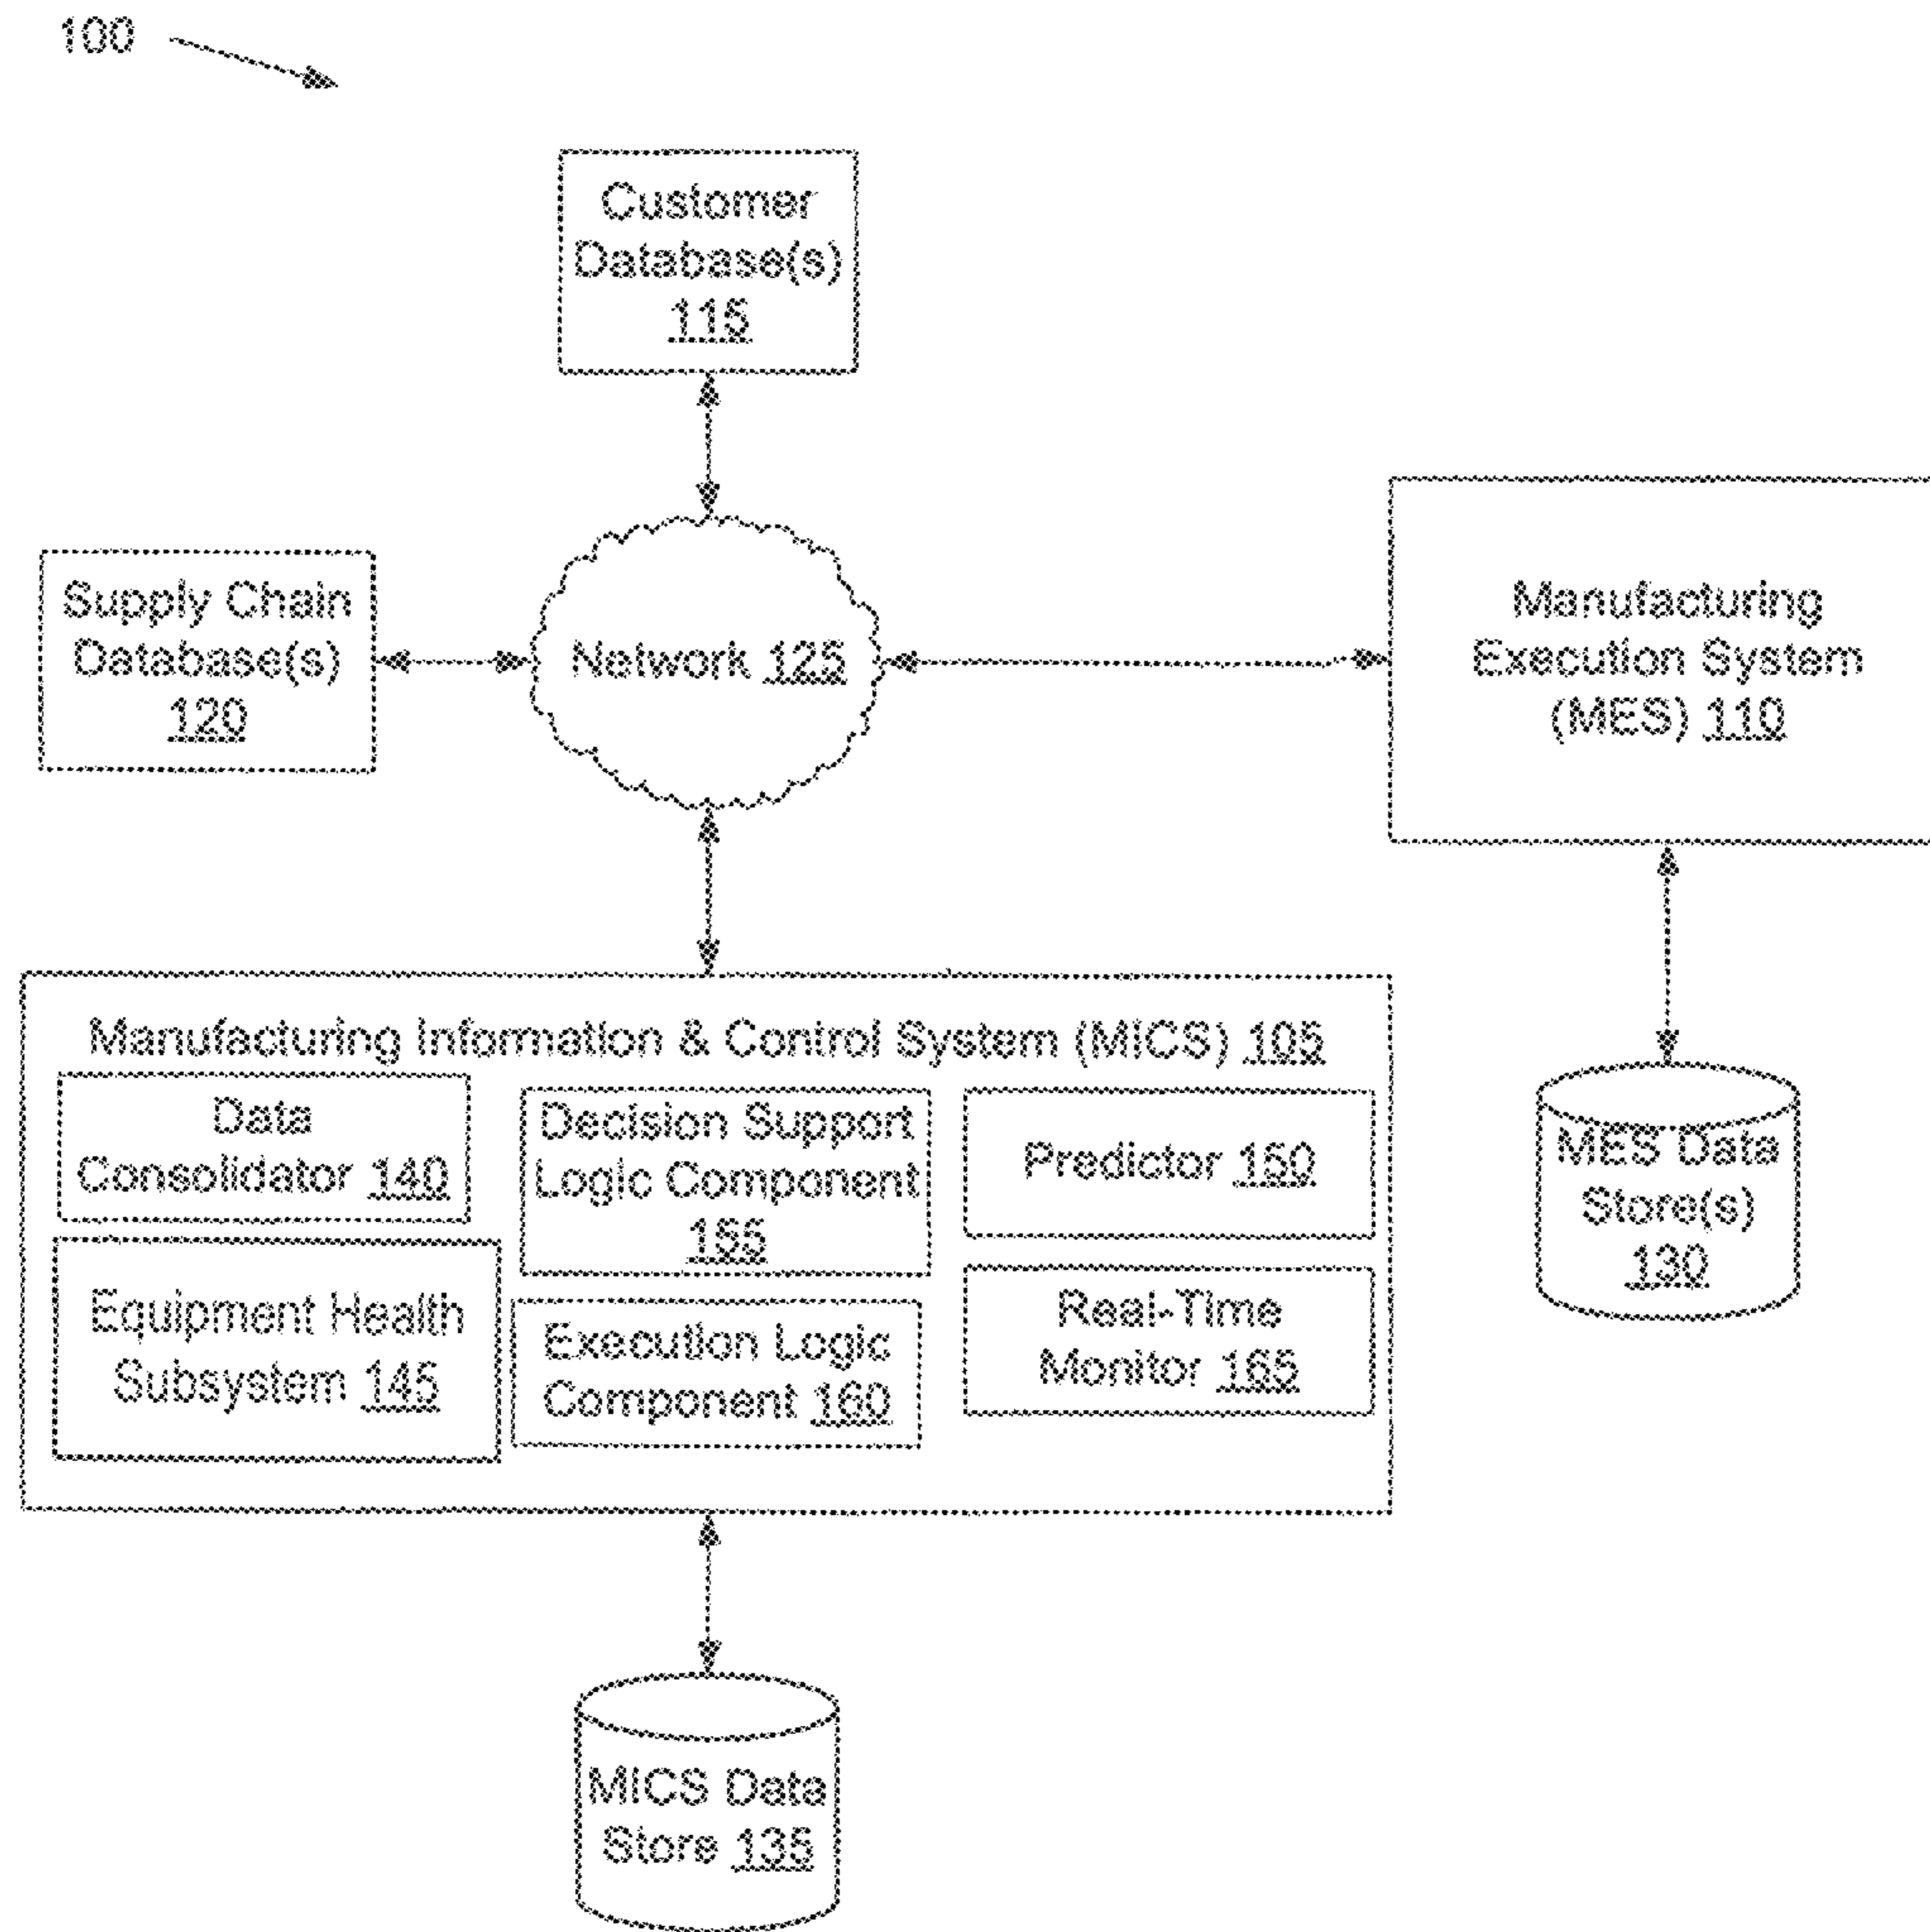 100
Customer
Database(s)
115
Supply Chain
Database(s)
120
Network 125
Manufacturing
Execution System
(MES) 110
Manufacturing Information & Control System (MICS) 105
Data
Consolidator 140
Decision Support
Logic Component
155
Predictor 150
Equipment Health
Subsystem 145
Execution Logic
Component 160
Real-Time
Monitor 165
MES Data
Store(s)
130
MICS Data
Store 135